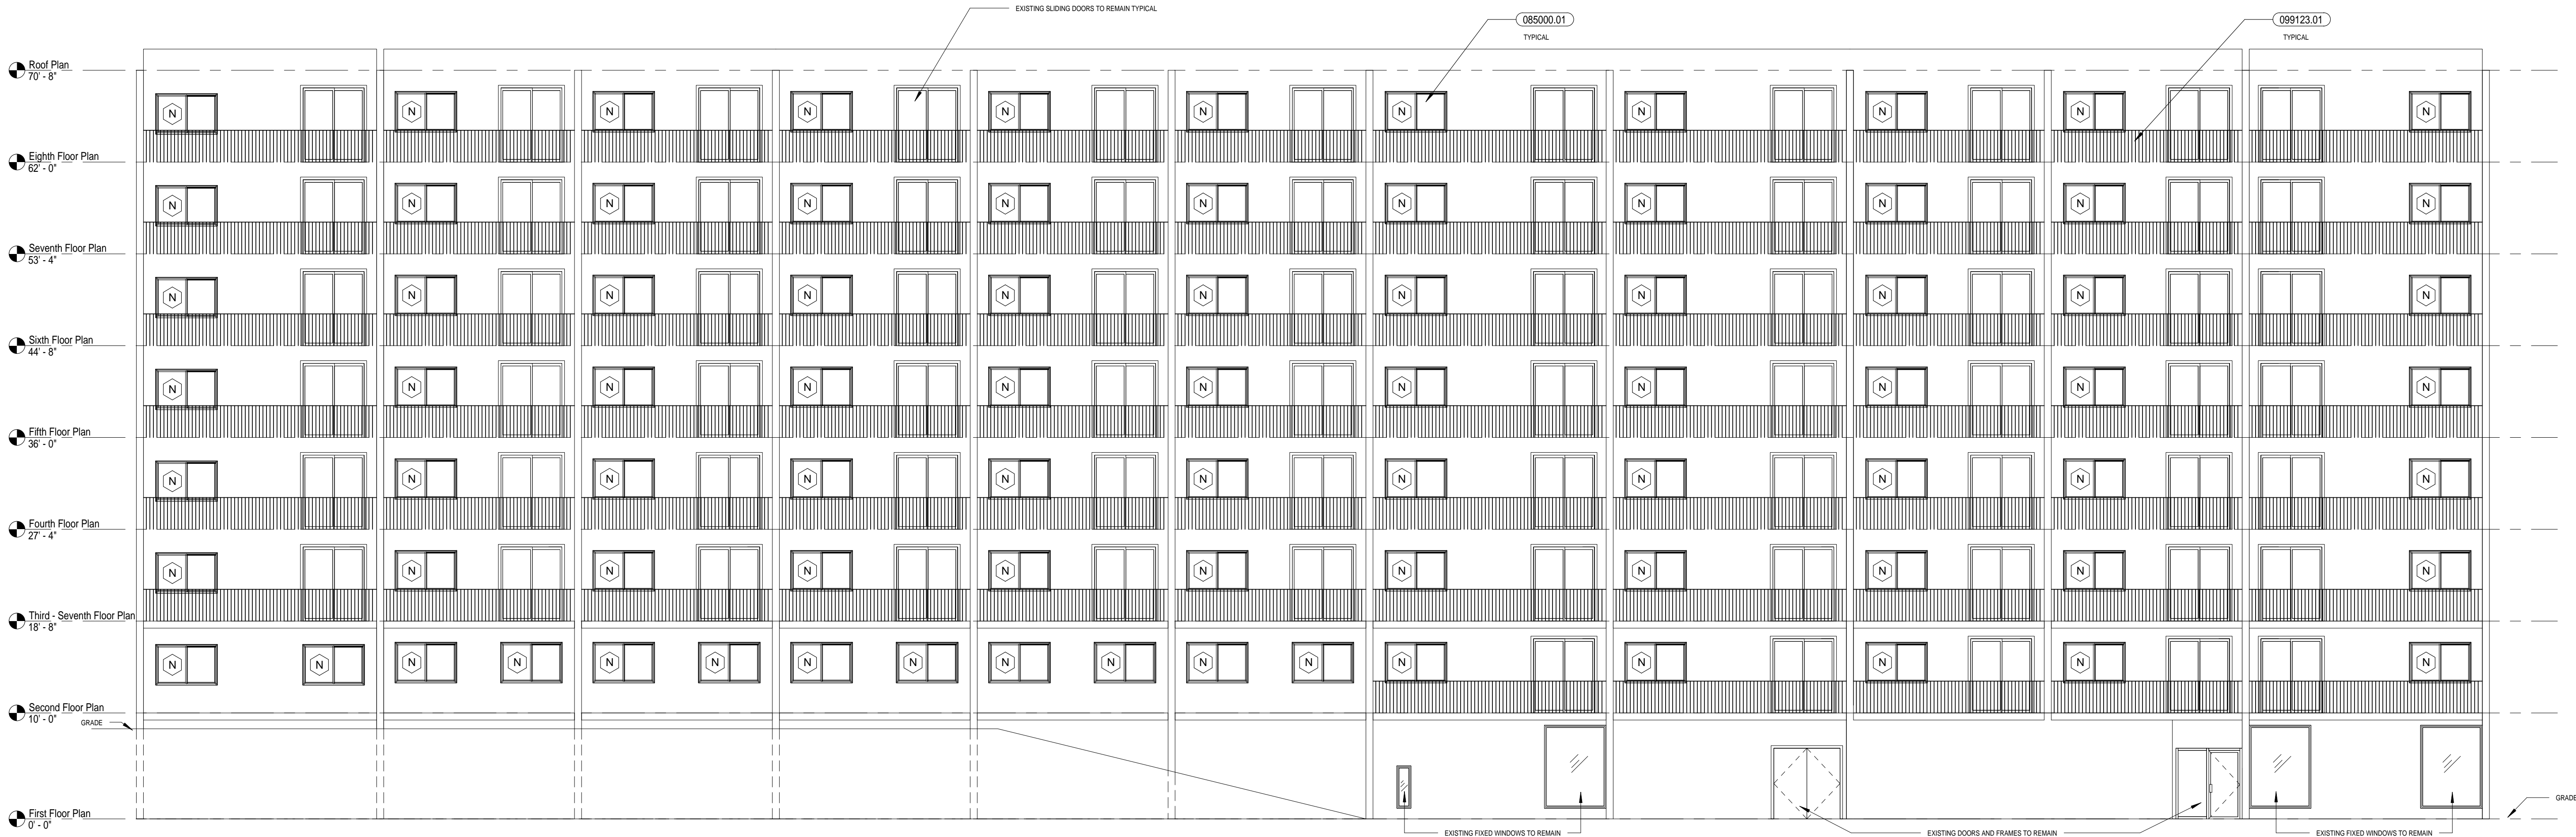 EXISTING SLIDING DOORS TO REMAIN TYPICAL
085000.01
TYPICAL
099123.01
TYPICAL
Roof Plan
70' - 8"
N N N N N N N N N N N
Eighth Floor Plan
62' - 0"
N N N N N N N N N N N
Seventh Floor Plan
53' - 4"
N N N N N N N N N N N
Sixth Floor Plan
44' - 8"
N N N N N N N N N N N
Fifth Floor Plan
36' - 0"
N N N N N N N N N N N
Fourth Floor Plan
27' - 4"
N N N N N N N N N N N
Third - Seventh Floor Plan
18' - 8"
N N N N N N N N N N N N N N N N N
Second Floor Plan
10' - 0"
GRADE
First Floor Plan
0' - 0"
EXISTING FIXED WINDOWS TO REMAIN
EXISTING DOORS AND FRAMES TO REMAIN
EXISTING FIXED WINDOWS TO REMAIN
GRADE